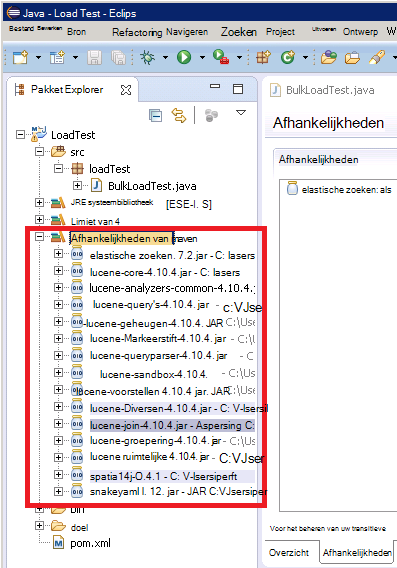 Java - Load Test - Eclips
Bestand Bewerken Bron Refactoring Navigeren Zoeken Project Uitvoeren Ontwerp W
Pakket Explorer
BulkLoadTest.java
LoadTest
src
loadTest
BulkLoadTest.java
JRE systeembibliotheek [ESE-l. S]
Limiet van 4
Afhankelijkheden van maven
elastische zoeken. 7.2.jar - C: lasers
lucene-core-4.10.4.jar - C: lasers
lucene-analyzers-common-4.10.4.j
lucene-query's-4.10.4. jar - c:VJser
lucene-geheugen-4.10.4. JAR - C:\User
lucene-Markeerstift-4.10.4.jar - C:\Us
lucene-queryparser-4.10.4. jar - C
lucene-sandbox-4.10.4. - C:\Us
lucene-voorstellen 4.10.4 jar. JAR C:\Use
lucene-Diversen-4.10.4.jar - C: V-lsersil
lucene-join-4.10.4.jar - Aspersing C:
lucene-groepering-4.10.4.jar - C:\U
lucene ruimtelijke 4.10.4.jar - C:VJser
spatia14j-O.4.1 - C: V-lsersiperft
snakeyaml l. 12. jar - JAR C:VJsersiper
bin
doel
pom.xml
Afhankelijkheden
Afhankelijkheden
elastische zoeken: als
Voor het beheren van uw transitieve
Overzicht Afhankelijkheden